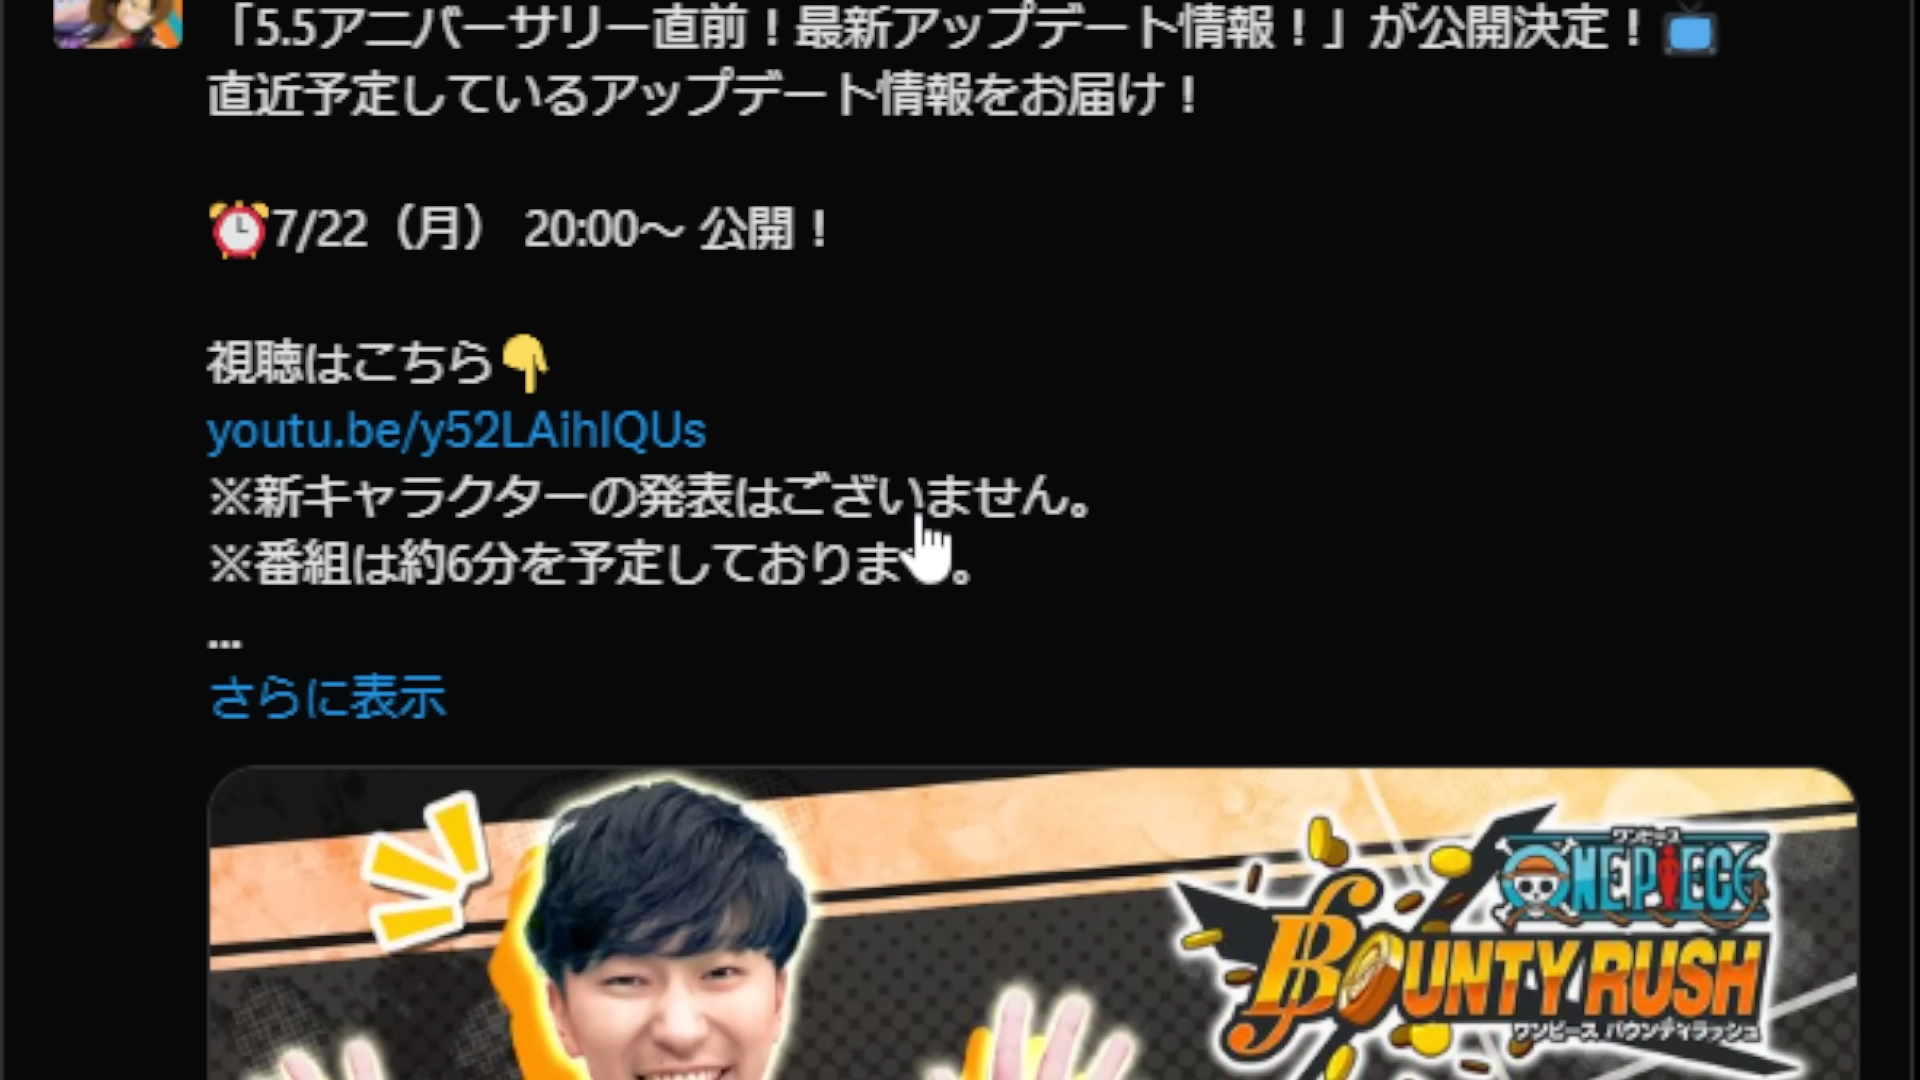 「5.5アニバーサリー直前！最新アップデート情報！」が公開決定！
直近予定しているアップデート情報をお届け！
7/22（月） 20:00～ 公開！
視聴はこちら
youtu.be/y52LAihIQUs
※新キャラクターの発表はございません。
※番組は約6分を予定しておりま 。
…
さらに表示
ワンピース
ONE PIECE
BOUNTY RUSH
ワンピース バウンティラッシュ